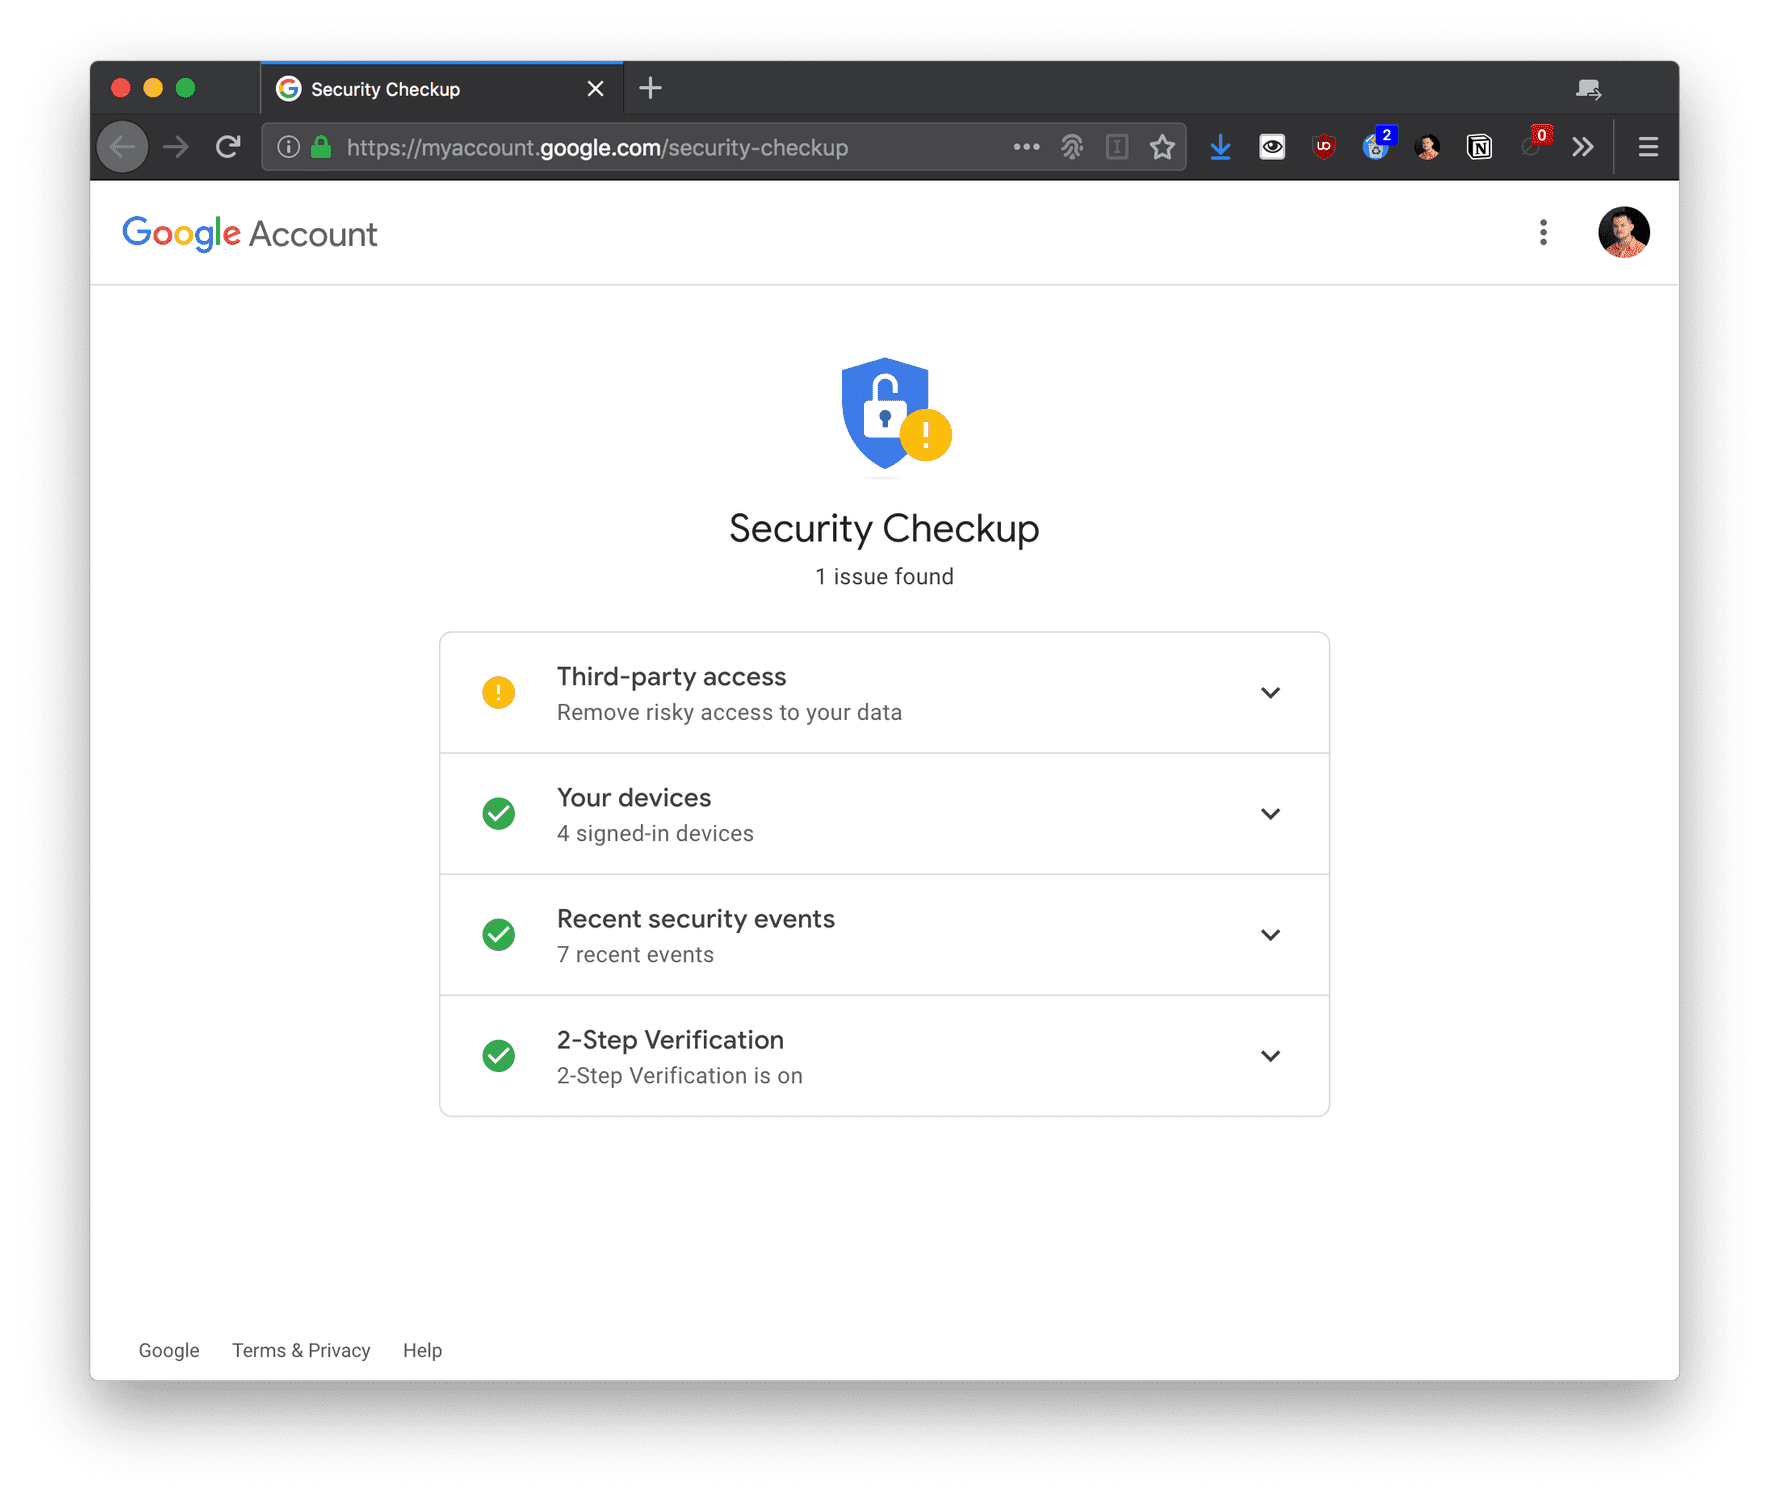 Security Checkup
https://myaccount.google.com/security-checkup
2
0
Google Account
Security Checkup
1 issue found
Third-party access
Remove risky access to your data
Your devices
4 signed-in devices
Recent security events
7 recent events
2-Step Verification
2-Step Verification is on
Google Terms & Privacy Help